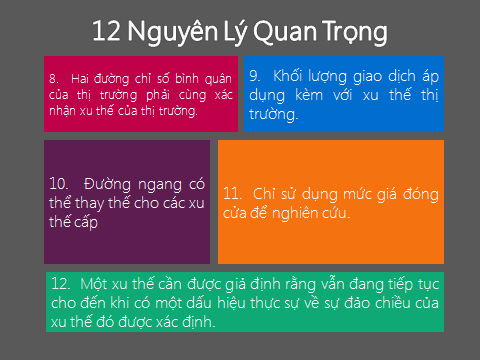 12 Nguyên Lý Quan Trọng
8. Hai đường chỉ số bình quân
của thị trường phải cùng xác
nhận xu thế của thị trường.
9. Khối lượng giao dịch áp
dụng kèm với xu thế thị
trường.
10. Đường ngang có
thể thay thế cho các xu
thế cấp
11. Chỉ sử dụng mức giá đóng
cửa để nghiên cứu.
12. Một xu thế cần được giả định rằng vẫn đang tiếp tục
cho đến khi có một dấu hiệu thực sự về sự đảo chiều của
xu thế đó được xác định.